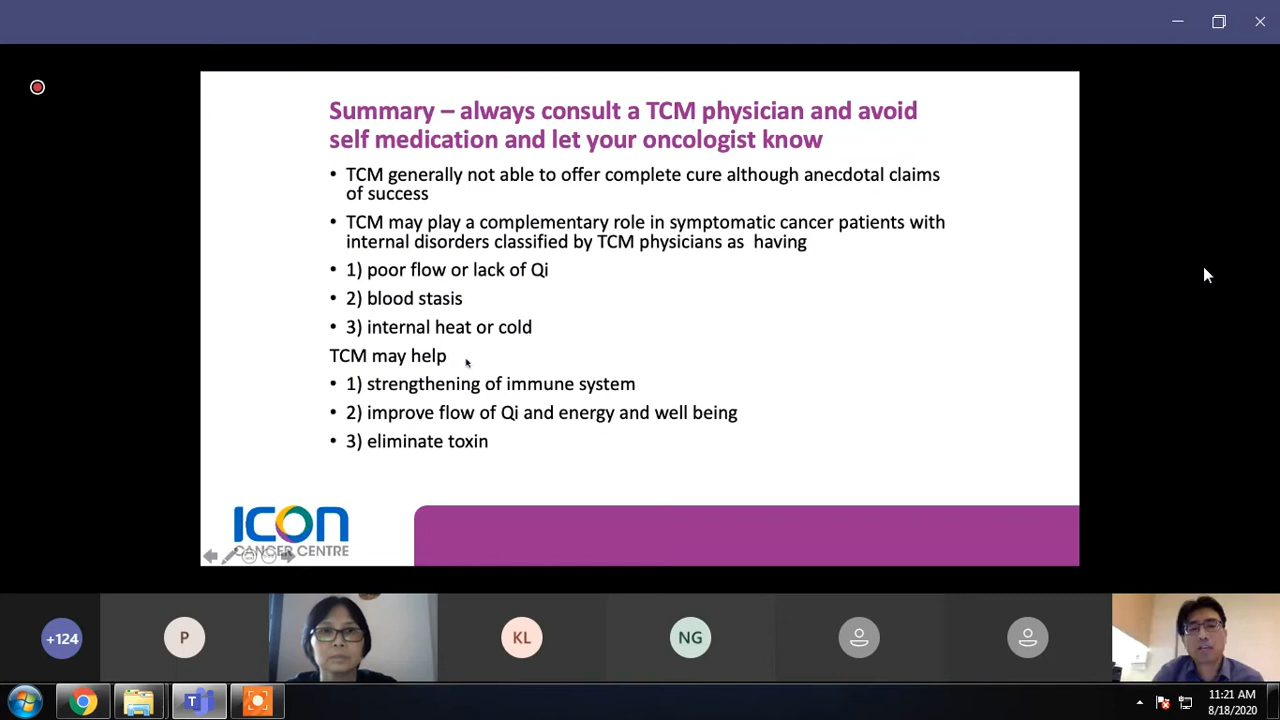 Summary – always consult a TCM physician and avoid
self medication and let your oncologist know
• TCM generally not able to offer complete cure although anecdotal claims
of success
• TCM may play a complementary role in symptomatic cancer patients with
internal disorders classified by TCM physicians as  having
• 1) poor flow or lack of Qi
• 2) blood stasis
• 3) internal heat or cold
TCM may help
• 1) strengthening of immune system
• 2) improve flow of Qi and energy and well being
• 3) eliminate toxin
ICON
CANCER CENTRE
+124
P
KL
NG
11:21 AM
8/18/2020